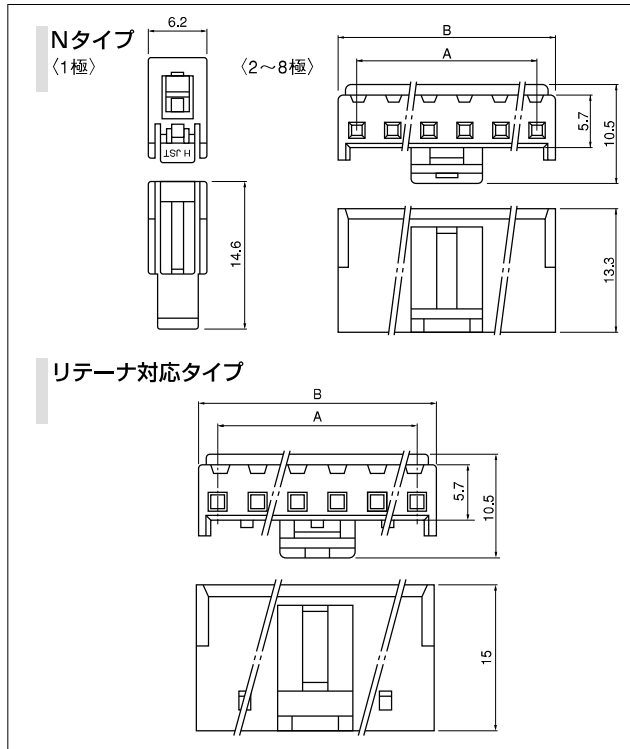 Nタイプ
〈1極〉
〈2～8極〉
6.2
H JST
14.6
B
A
5.7
10.5
13.3
リテーナ対応タイプ
B
A
5.7
10.5
15